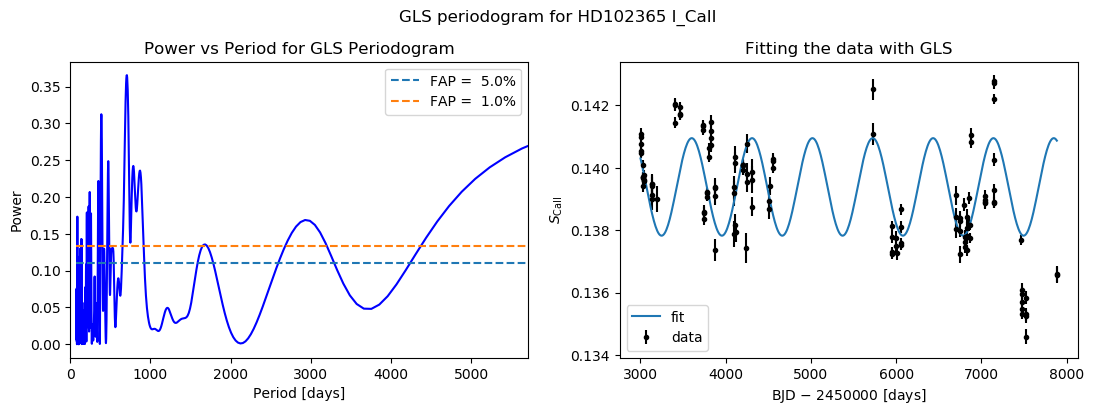 GLS periodogram for HD102365 I_CaII
Power vs Period for GLS Periodogram
Power
0.35
0.30
0.25
0.20
0.15
0.10
0.05
0.00
FAP = 5.0%
FAP = 1.0%
0 1000 2000 3000 4000 5000
Period [days]
Fitting the data with GLS
S_CaII
0.142
0.140
0.138
0.136
0.134
fit
data
3000 4000 5000 6000 7000 8000
BJD − 2450000 [days]